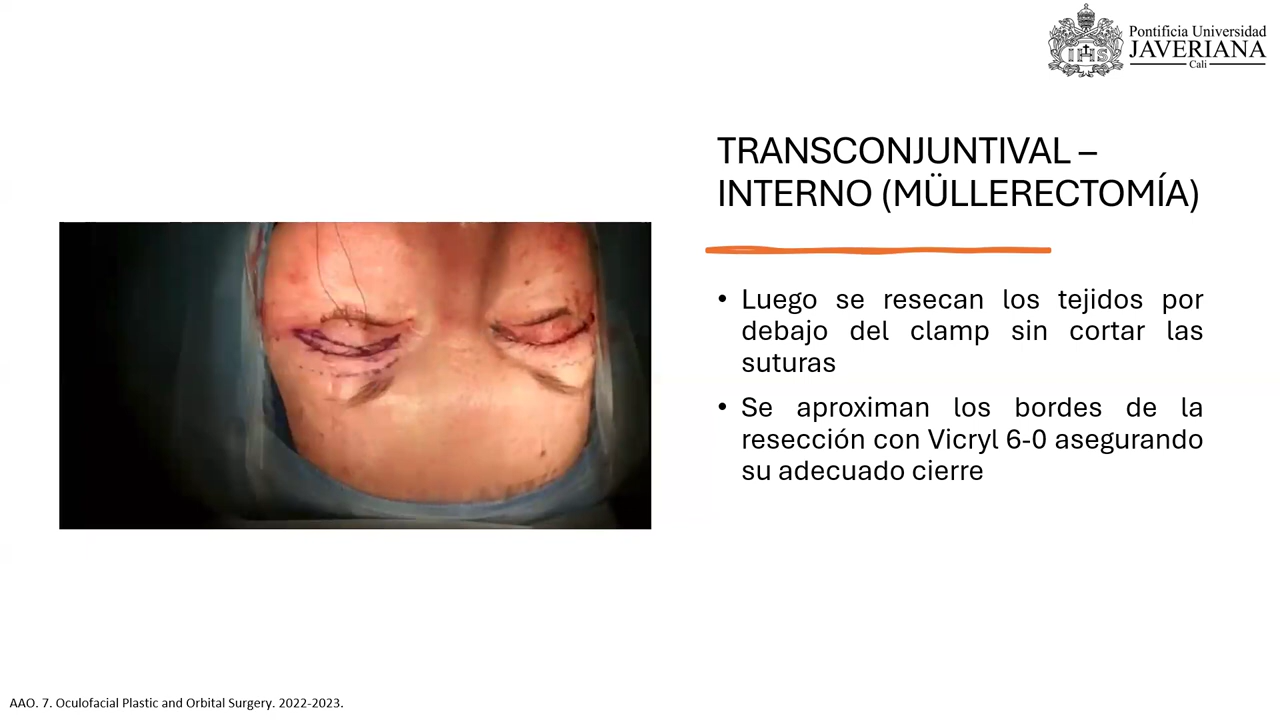 Pontificia Universidad
JAVERIANA
Cali
IHS
TRANSCONJUNTIVAL –
INTERNO (MÜLLERECTOMÍA)
• Luego se resecan los tejidos por
debajo del clamp sin cortar las
suturas
• Se aproximan los bordes de la
resección con Vicryl 6-0 asegurando
su adecuado cierre
AAO. 7. Oculofacial Plastic and Orbital Surgery. 2022-2023.